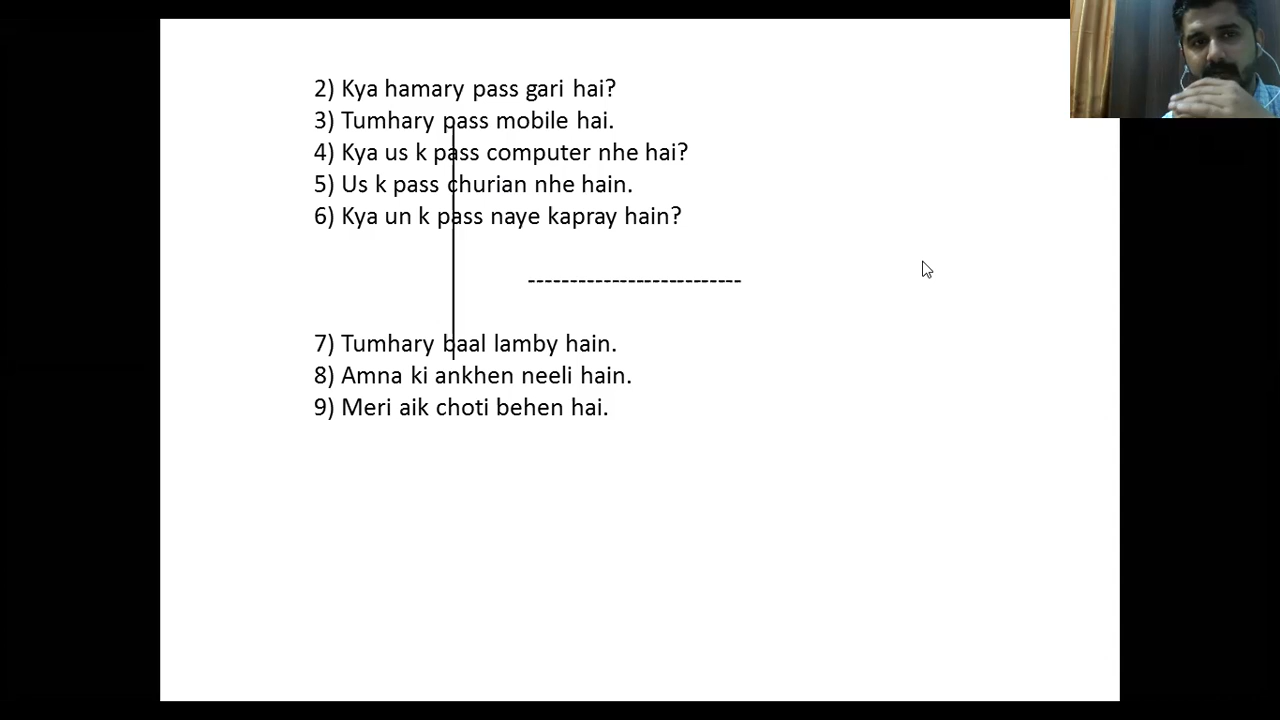 2) Kya hamary pass gari hai?
3) Tumhary pass mobile hai.
4) Kya us k pass computer nhe hai?
5) Us k pass churian nhe hain.
6) Kya un k pass naye kapray hain?
--------------------------
7) Tumhary baal lamby hain.
8) Amna ki ankhen neeli hain.
9) Meri aik choti behen hai.